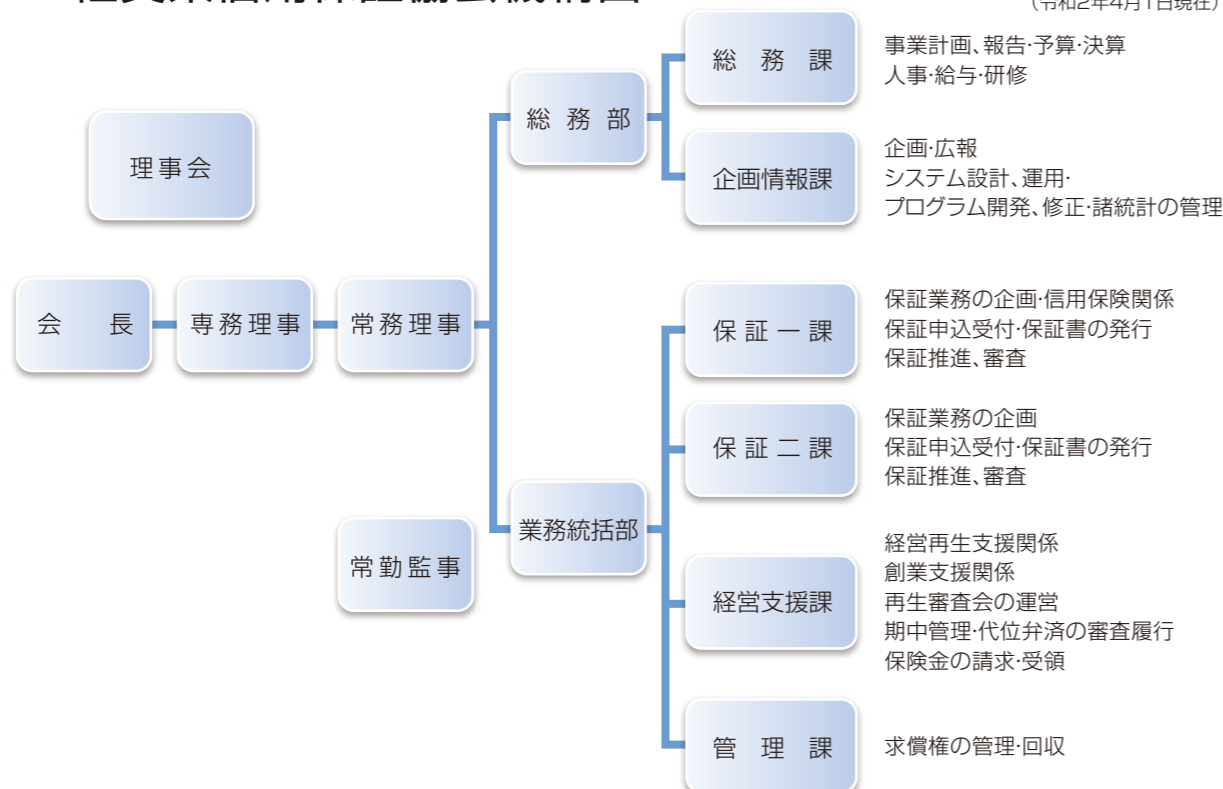 信用保証協会機構図
(令和2年4月1日現在)
理事会
会長
専務理事
常務理事
常勤監事
総務部
総務課
事業計画、報告・予算・決算
人事・給与・研修
企画情報課
企画・広報
システム設計、運用・
プログラム開発、修正・諸統計の管理
業務統括部
保証一課
保証業務の企画・信用保険関係
保証申込受付・保証書の発行
保証推進、審査
保証二課
保証業務の企画
保証申込受付・保証書の発行
保証推進、審査
経営支援課
経営再生支援関係
創業支援関係
再生審査会の運営
期中管理・代位弁済の審査履行
保険金の請求・受領
管理課
求償権の管理・回収